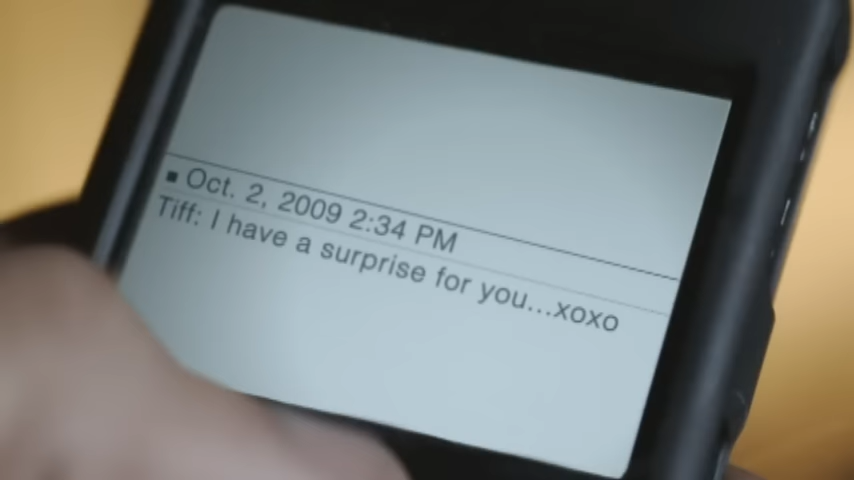 ▪ Oct. 2, 2009 2:34 PM
Tiff: I have a surprise for you...xoxo